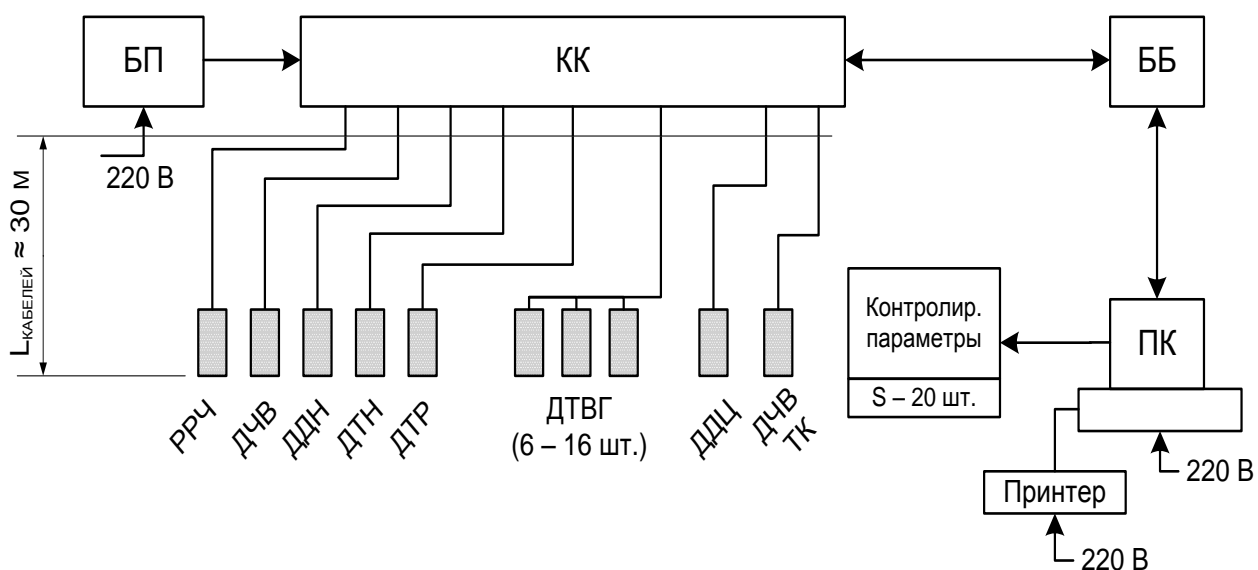 БП
КК
ББ
220 В
LКАБЕЛЕЙ ≈ 30 м
Контролир.
параметры
S – 20 шт.
ПК
РРЧ
ДЧВ
ДДН
ДТН
ДТР
ДТВГ
(6 – 16 шт.)
ДДЦ
ДЧВ
ТК
220 В
Принтер
220 В